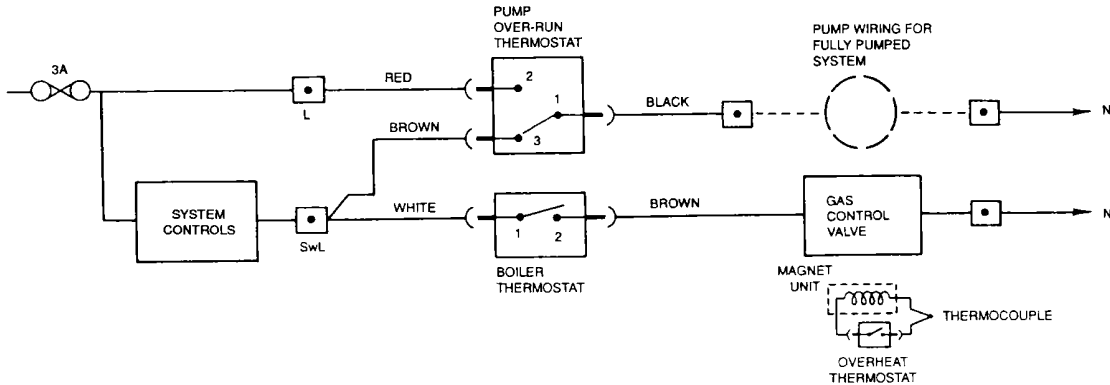 PUMP
OVER-RUN
THERMOSTAT
PUMP WIRING FOR
FULLY PUMPED
SYSTEM
3A
RED
2
L
1
BLACK
N
BROWN
3
SYSTEM
CONTROLS
SwL
WHITE
1
2
BROWN
GAS
CONTROL
VALVE
N
BOILER
THERMOSTAT
MAGNET
UNIT
THERMOCOUPLE
OVERHEAT
THERMOSTAT